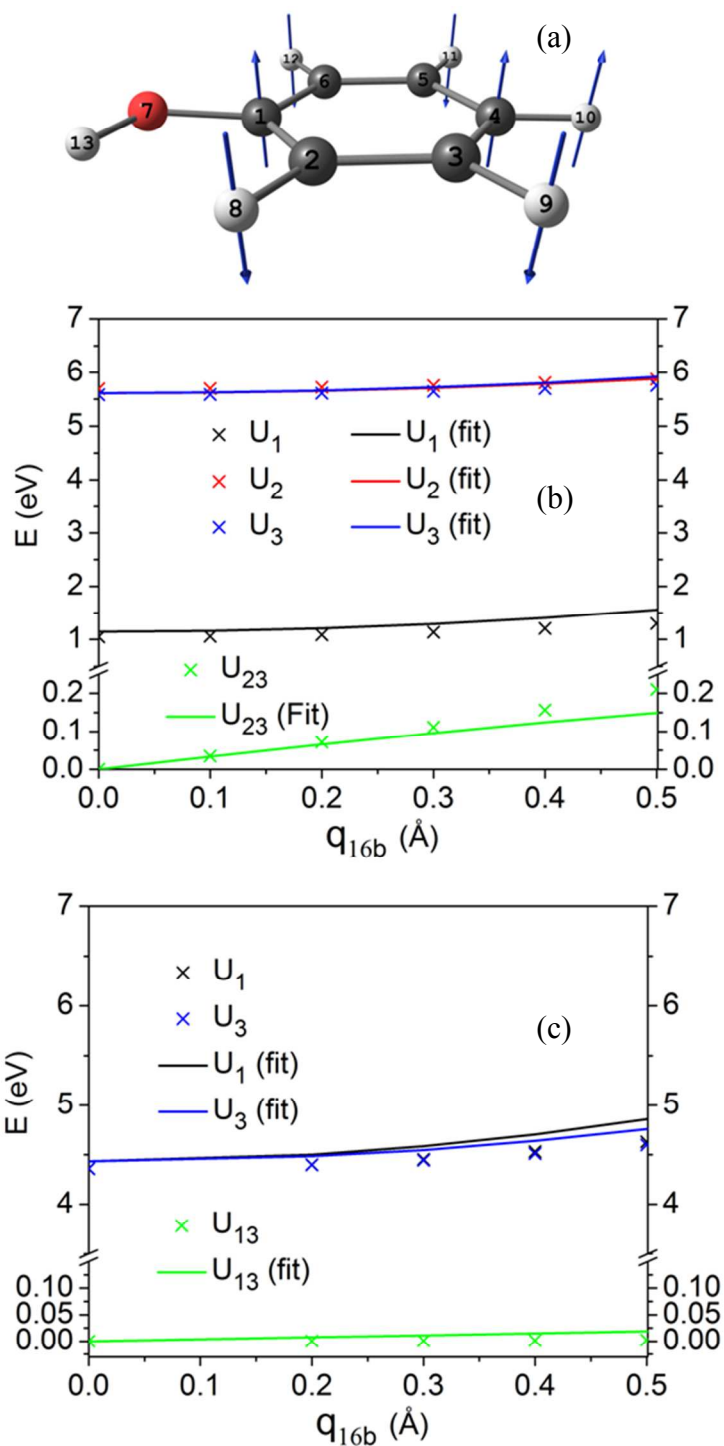 (a)
12
11
6
5
7
1
4
10
13
2
3
8
9
7 7
6 6
5 5
4 4
3 3
2 2
1 1
0.2 0.2
0.1 0.1
0.0 0.0
E (eV)
(b)
U1 U1 (fit)
U2 U2 (fit)
U3 U3 (fit)
U23
U23 (Fit)
0.0 0.1 0.2 0.3 0.4 0.5
q16b (Å)
7 7
6 6
5 5
4 4
0.10 0.10
0.05 0.05
0.00 0.00
E (eV)
(c)
U1
U3
U1 (fit)
U3 (fit)
U13
U13 (fit)
0.0 0.1 0.2 0.3 0.4 0.5
q16b (Å)